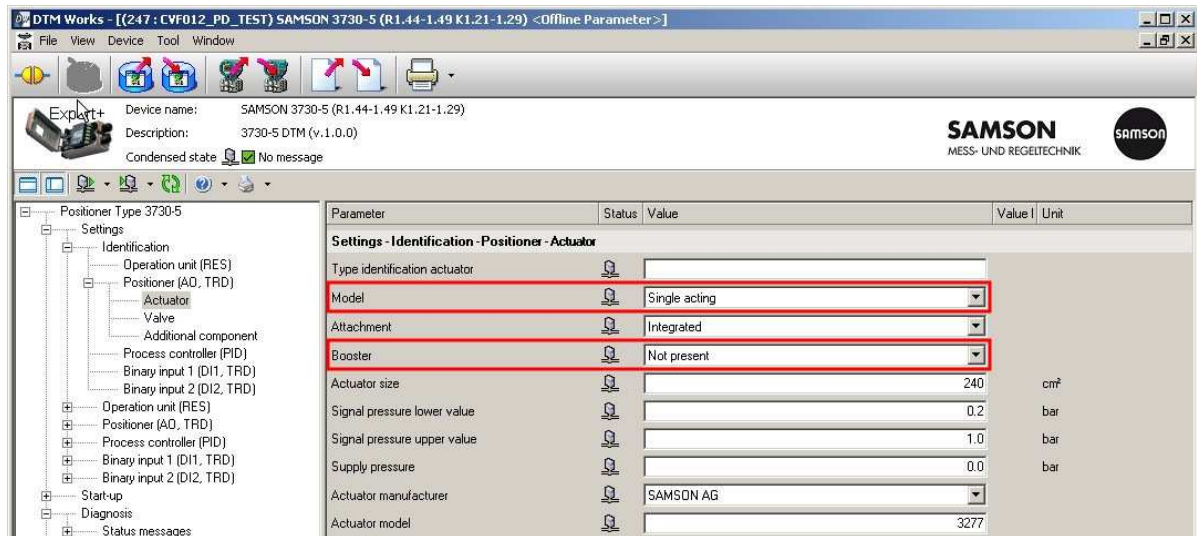 DTM Works - [(247 : CVF012_PD_TEST) SAMSON 3730-5 (R1.44-1.49 K1.21-1.29) <Offline Parameter>]
File View Device Tool Window
Expert+
Device name: SAMSON 3730-5 (R1.44-1.49 K1.21-1.29)
Description: 3730-5 DTM (v.1.0.0)
Condensed state No message
SAMSON
MESS- UND REGELTECHNIK
samson
Positioner Type 3730-5
Settings
Identification
Operation unit (RES)
Positioner (AO, TRD)
Actuator
Valve
Additional component
Process controller (PID)
Binary input 1 (DI1, TRD)
Binary input 2 (DI2, TRD)
Operation unit (RES)
Positioner (AO, TRD)
Process controller (PID)
Binary input 1 (DI1, TRD)
Binary input 2 (DI2, TRD)
Start-up
Diagnosis
Status messages
Parameter Status Value Value I Unit
Settings - Identification - Positioner - Actuator
Type identification actuator
Model Single acting
Attachment Integrated
Booster Not present
Actuator size 240 cm²
Signal pressure lower value 0.2 bar
Signal pressure upper value 1.0 bar
Supply pressure 0.0 bar
Actuator manufacturer SAMSON AG
Actuator model 3277